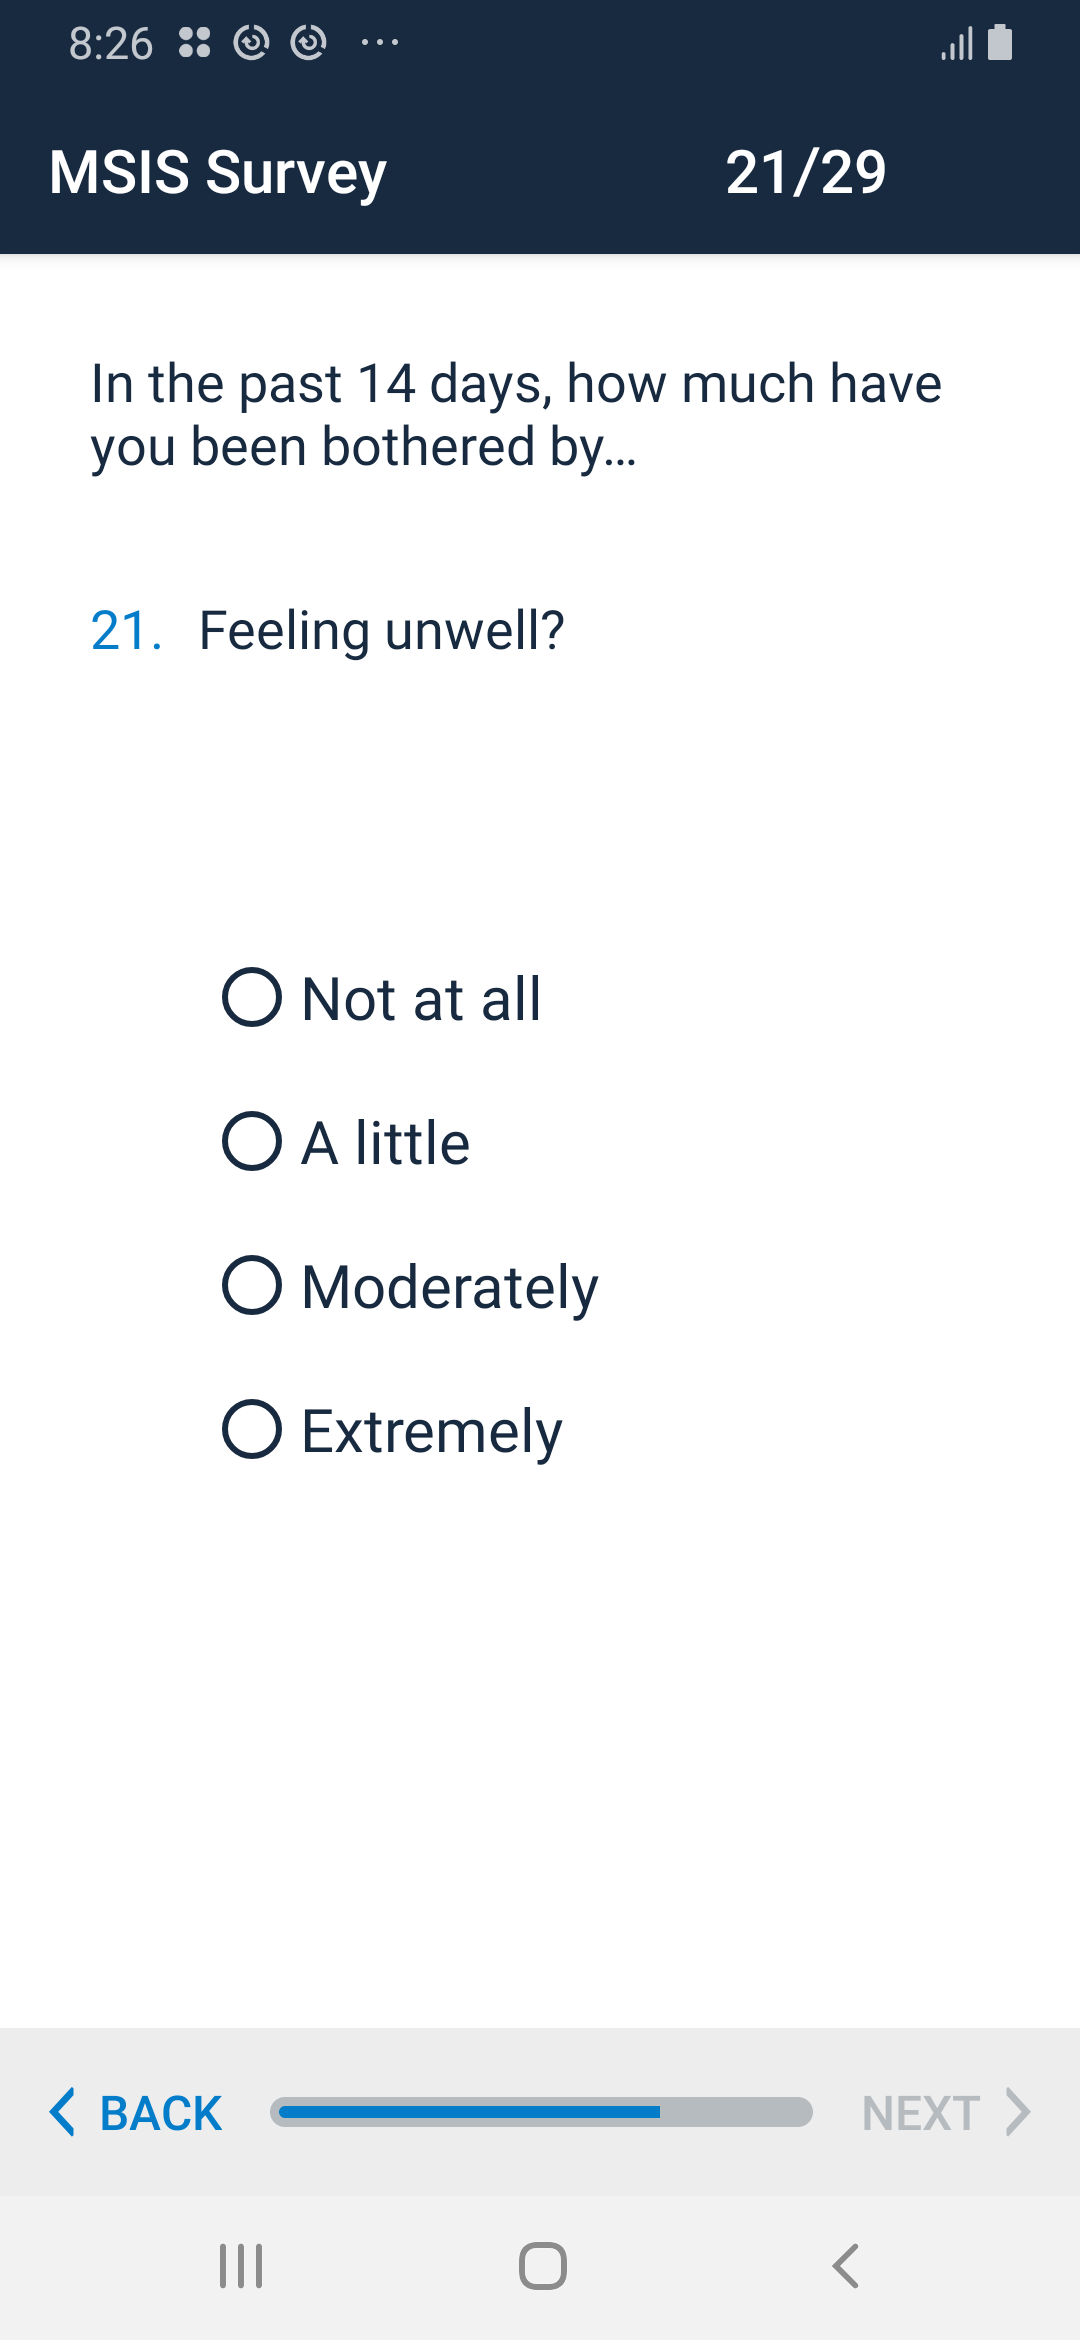 8:26
MSIS Survey 21/29
In the past 14 days, how much have
you been bothered by...
21. Feeling unwell?
Not at all
A little
Moderately
Extremely
BACK NEXT